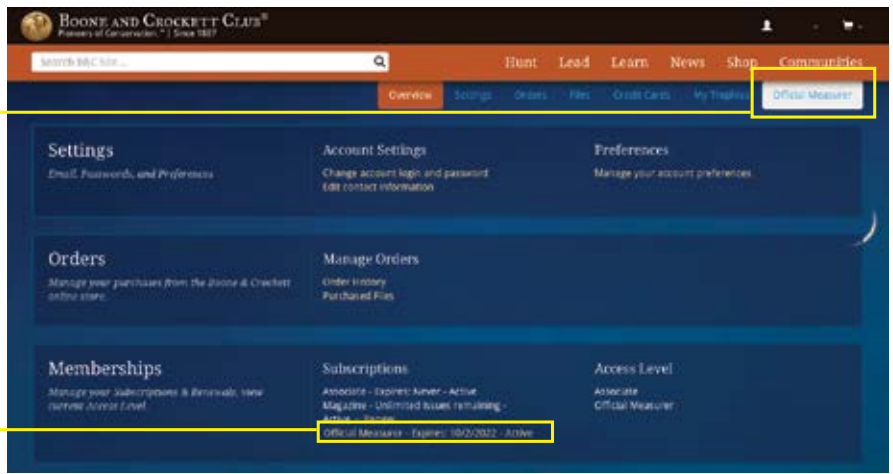 BOONE AND CROCKETT CLUB®
Pioneers of Conservation.™ | Since 1887
Search B&C Site...
Hunt Lead Learn News Shop Communities
Overview Settings Orders Files Credit Cards My Trophies Official Measurer
Settings
Email, Passwords, and Preferences
Account Settings
Change account login and password
Edit contact information
Preferences
Manage your account preferences.
Orders
Manage your purchases from the Boone & Crockett
online store.
Manage Orders
Order History
Purchased Files
Memberships
Manage your Subscriptions & Renewals, view
current Access Level
Subscriptions
Associate - Expires: Never - Active
Magazine - Unlimited Issues remaining -
Active - Renew
Official Measurer - Expires: 10/2/2022 - Active
Access Level
Associate
Official Measurer